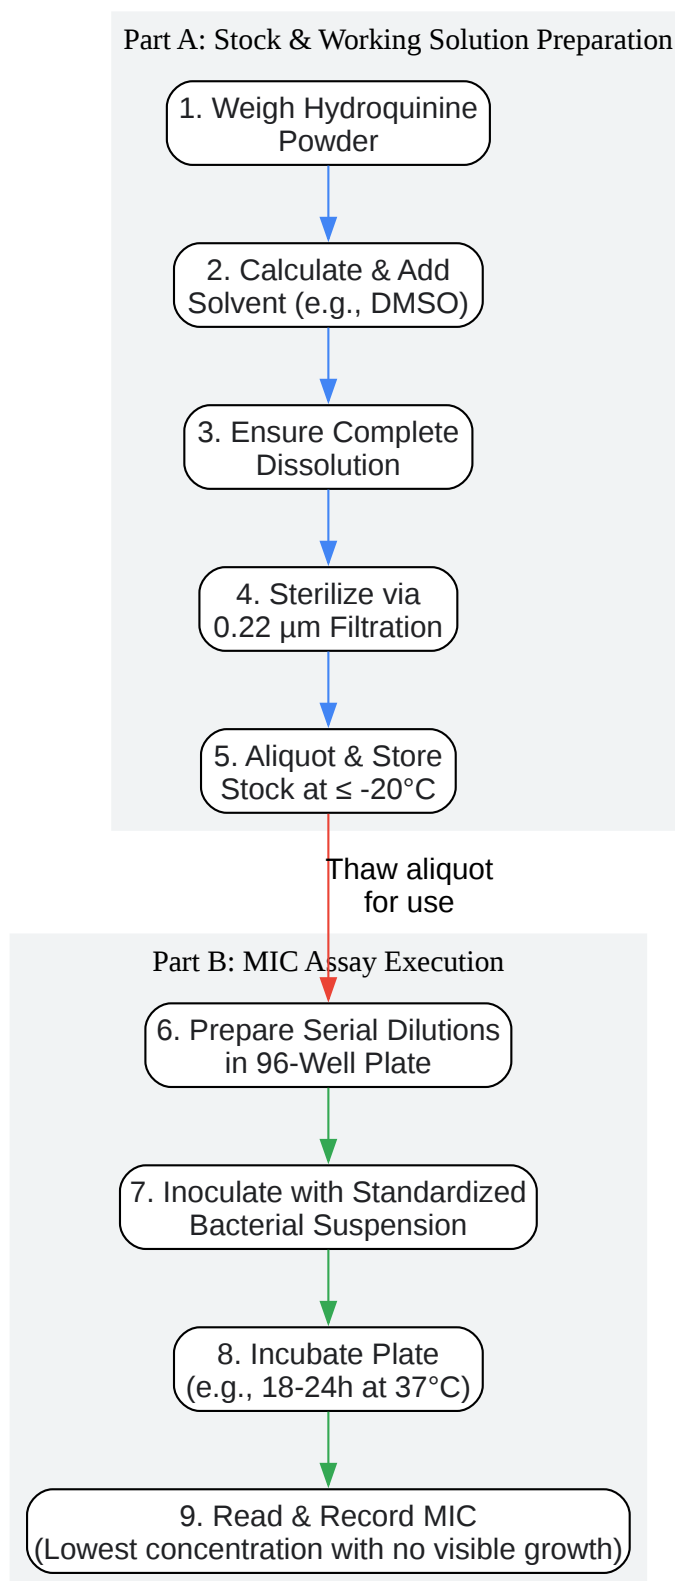 Part A: Stock & Working Solution Preparation
1. Weigh Hydroquinine
Powder
2. Calculate & Add
Solvent (e.g., DMSO)
3. Ensure Complete
Dissolution
4. Sterilize via
0.22 µm Filtration
5. Aliquot & Store
Stock at ≤ -20°C
Thaw aliquot
for use
Part B: MIC Assay Execution
6. Prepare Serial Dilutions
in 96-Well Plate
7. Inoculate with Standardized
Bacterial Suspension
8. Incubate Plate
(e.g., 18-24h at 37°C)
9. Read & Record MIC
(Lowest concentration with no visible growth)